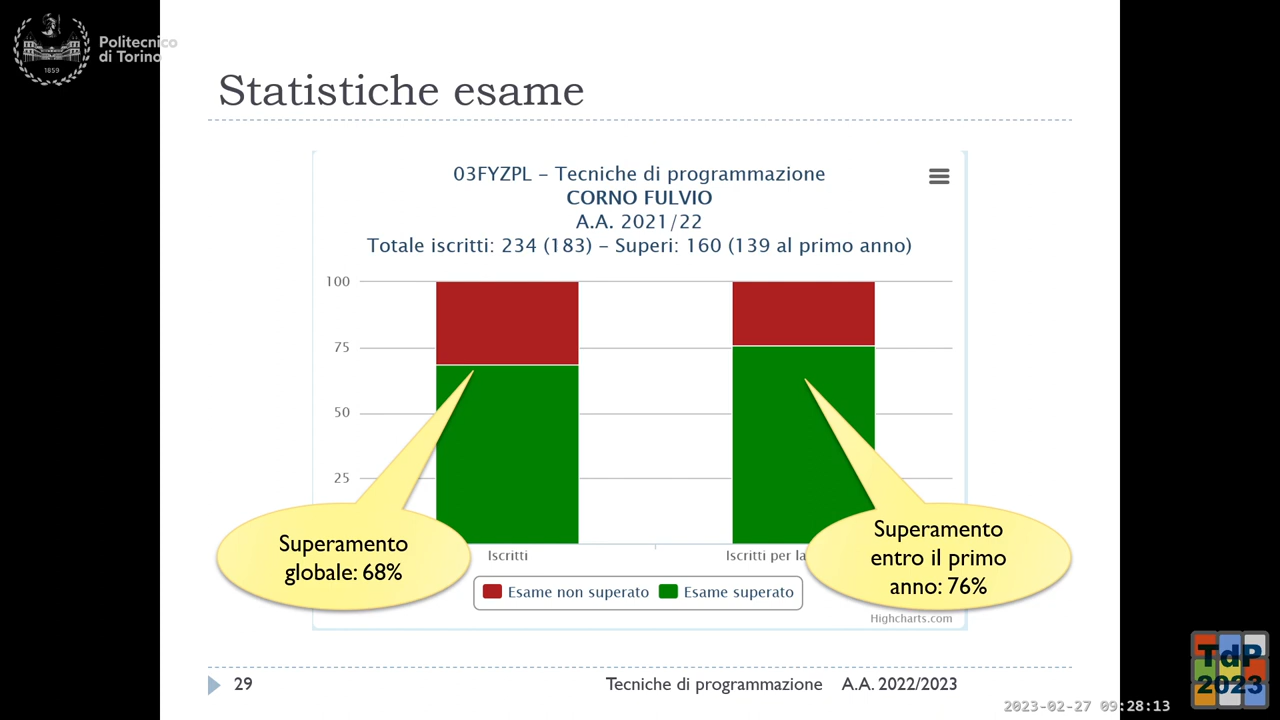 Politecnico
di Torino
1859
Statistiche esame
03FYZPL – Tecniche di programmazione
CORNO FULVIO
A.A. 2021/22
Totale iscritti: 234 (183) – Superi: 160 (139 al primo anno)
100
75
50
25
Superamento
globale: 68%
Superamento
entro il primo
anno: 76%
Iscritti
Iscritti per la
Esame non superato
Esame superato
Highcharts.com
29
Tecniche di programmazione
A.A. 2022/2023
TdP
2023
2023-02-27 09:28:13